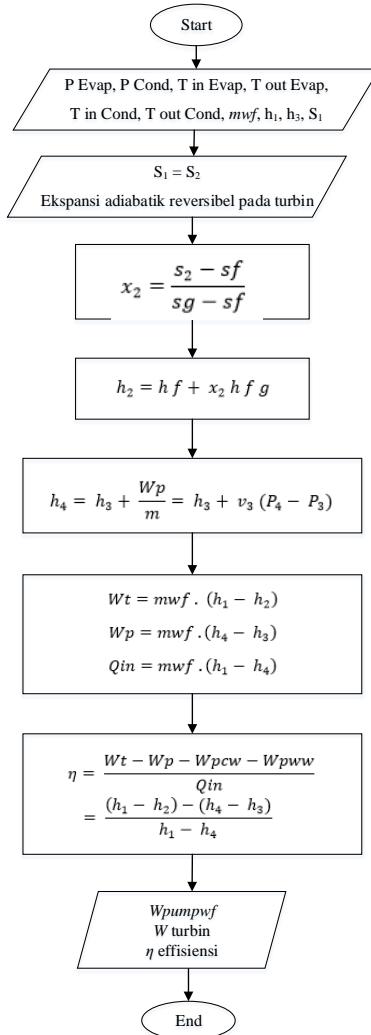 Start
P Evap, P Cond, T in Evap, T out Evap,
T in Cond, T out Cond, mwf, h₁, h₃, S₁
S₁ = S₂
Ekspansi adiabatik reversibel pada turbin
x₂ = (s₂ − sf) / (sg − sf)
h₂ = h f + x₂ h f g
h₄ = h₃ + Wp/m = h₃ + v₃ (P₄ − P₃)
Wt = mwf . (h₁ − h₂)
Wp = mwf . (h₄ − h₃)
Qin = mwf . (h₁ − h₄)
η = (Wt − Wp − Wpcw − Wpww) / Qin
= ((h₁ − h₂) − (h₄ − h₃)) / (h₁ − h₄)
Wpumpwf
W turbin
η effisiensi
End